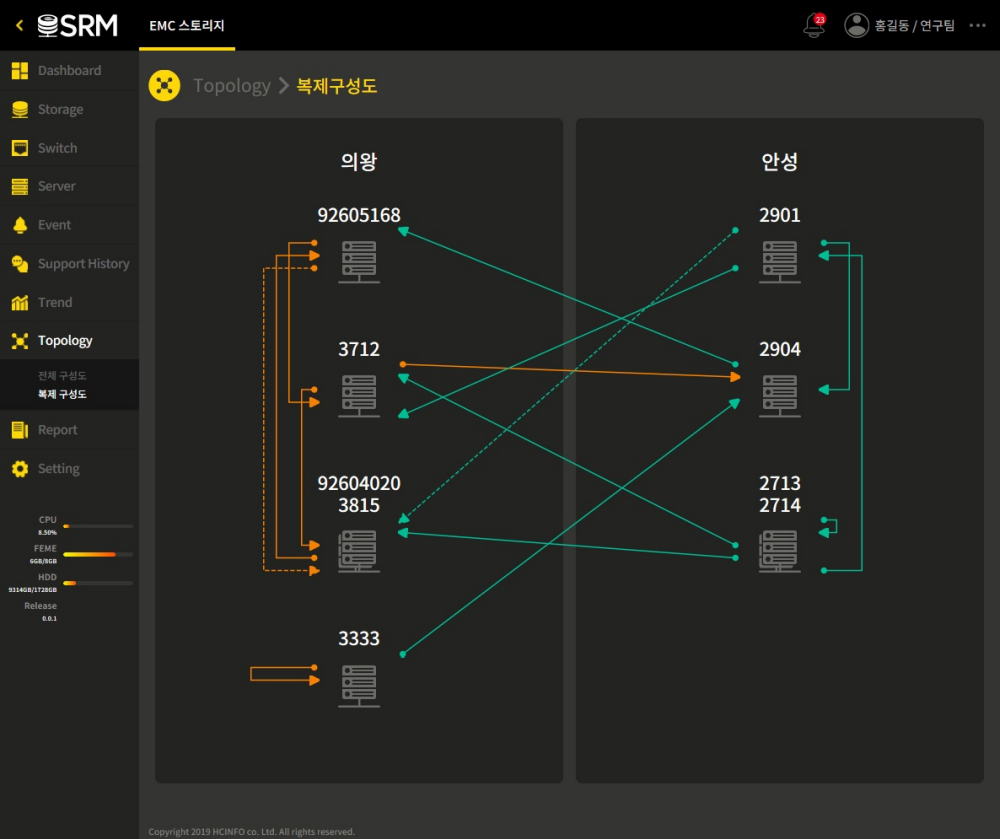 SRM
EMC 스토리지
23
홍길동 / 연구팀
Dashboard
Storage
Switch
Server
Event
Support History
Trend
Topology
전체 구성도
복제 구성도
Report
Setting
CPU
8.50%
FEME
6GB/8GB
HDD
9314GB/1728GB
Release
0.0.1
Topology > 복제구성도
의왕
92605168
3712
92604020
3815
3333
안성
2901
2904
2713
2714
Copyright 2019 HCINFO co. Ltd. All rights reserved.